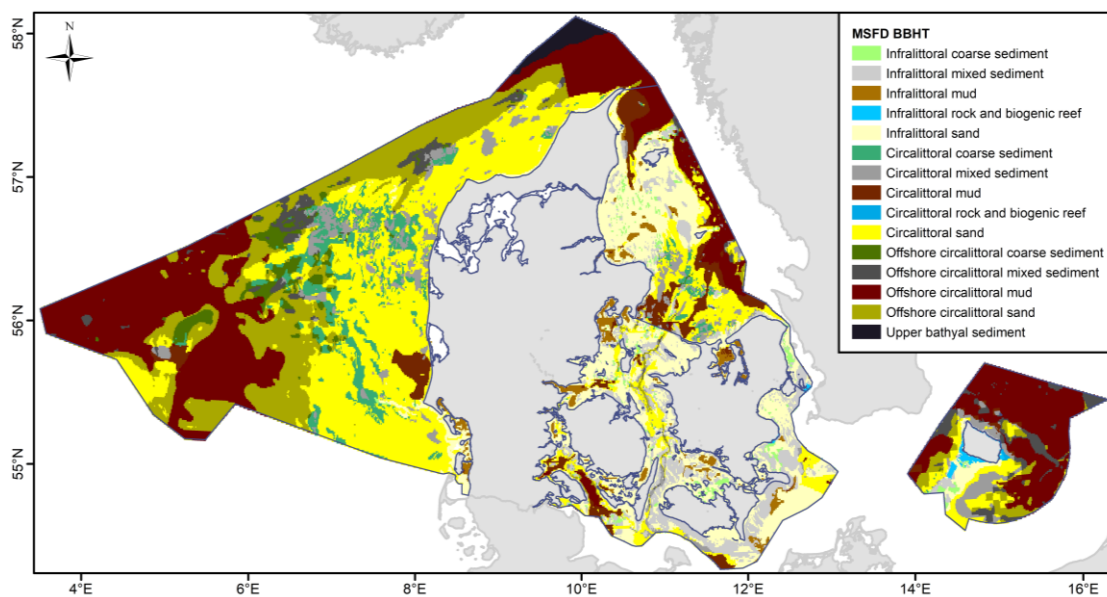 58°N
57°N
56°N
55°N
N
MSFD BBHT
Infralittoral coarse sediment
Infralittoral mixed sediment
Infralittoral mud
Infralittoral rock and biogenic reef
Infralittoral sand
Circalittoral coarse sediment
Circalittoral mixed sediment
Circalittoral mud
Circalittoral rock and biogenic reef
Circalittoral sand
Offshore circalittoral coarse sediment
Offshore circalittoral mixed sediment
Offshore circalittoral mud
Offshore circalittoral sand
Upper bathyal sediment
4°E 6°E 8°E 10°E 12°E 14°E 16°E